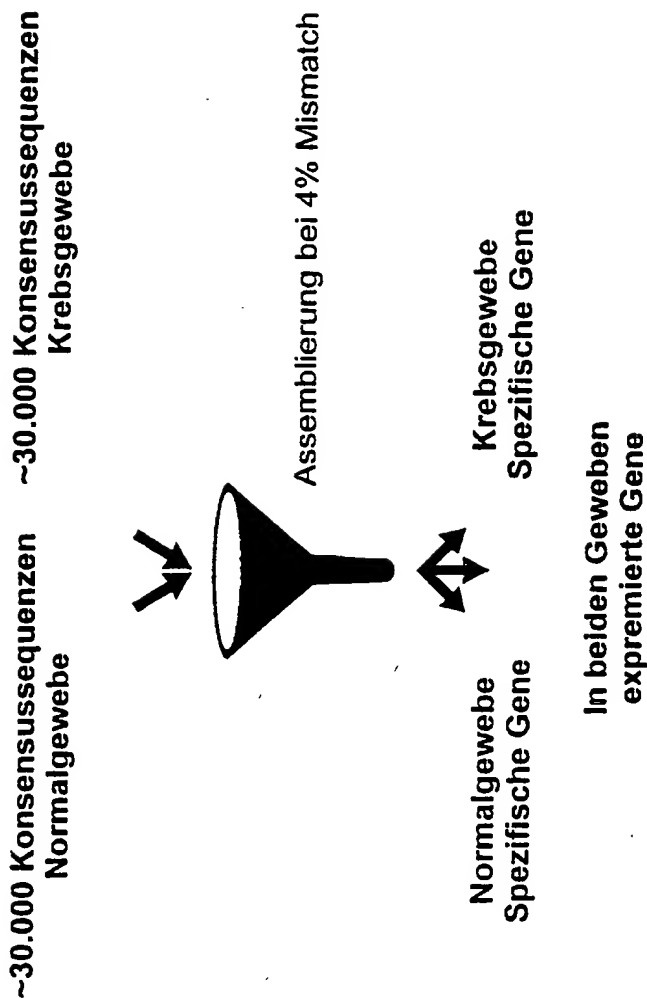 ~30.000 Konsensussequenzen
Normalgewebe
~30.000 Konsensussequenzen
Krebsgewebe
Assemblierung bei 4% Mismatch
Normalgewebe
Spezifische Gene
In beiden Geweben
expremierte Gene
Krebsgewebe
Spezifische Gene